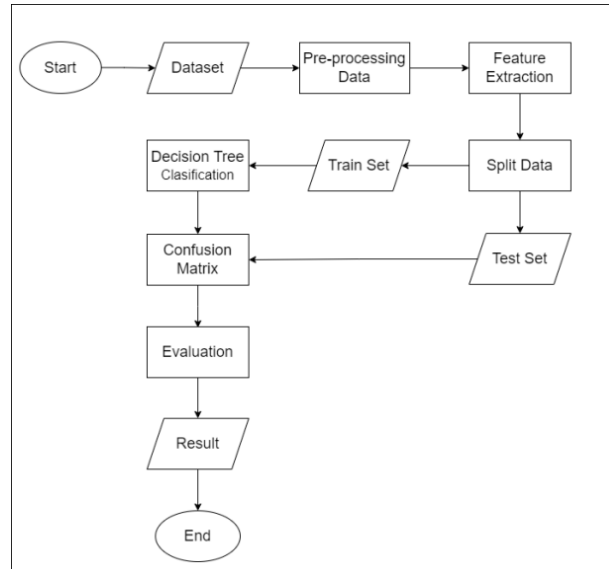 Start
Dataset
Pre-processing
Data
Feature
Extraction
Decision Tree
Clasification
Train Set
Split Data
Confusion
Matrix
Test Set
Evaluation
Result
End